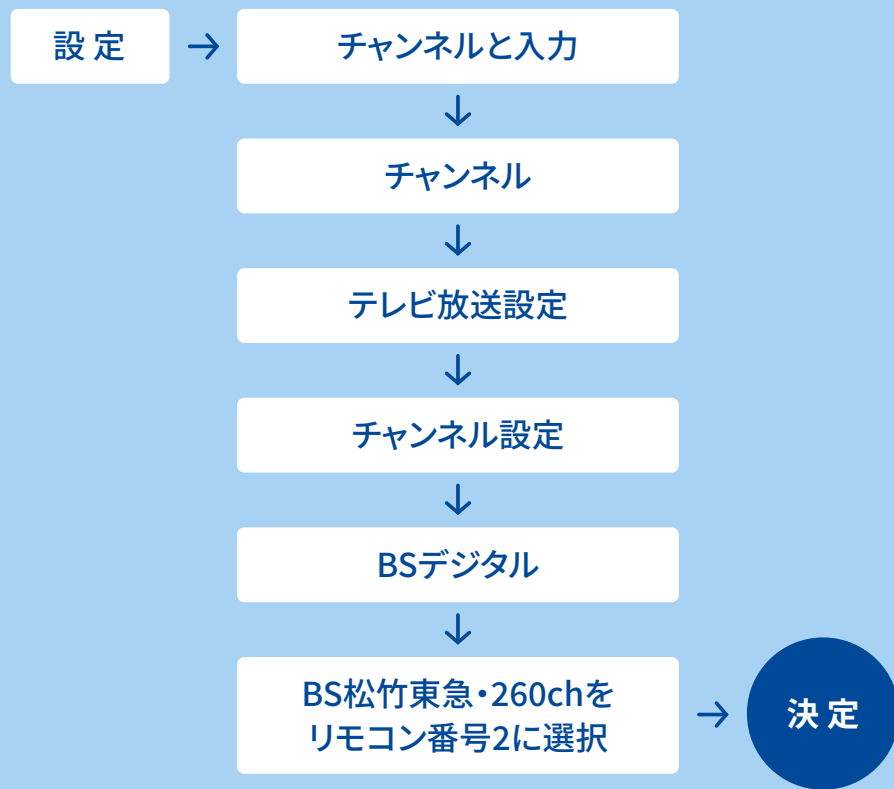 設定
チャンネルと入力
チャンネル
テレビ放送設定
チャンネル設定
BSデジタル
BS松竹東急・260chを
リモコン番号2に選択
決定